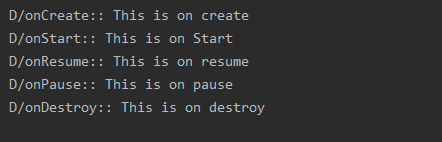 D/onCreate:: This is on create
D/onStart:: This is on Start
D/onResume:: This is on resume
D/onPause:: This is on pause
D/onDestroy:: This is on destroy